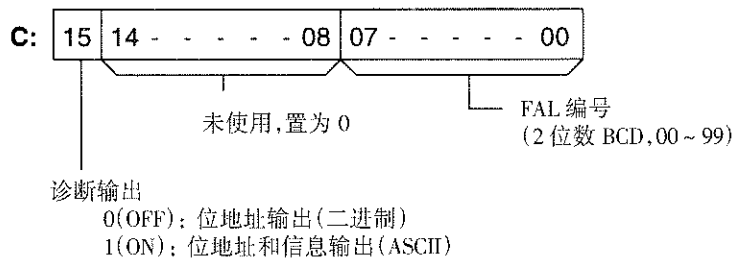 C: 15 14 - - - - - 08 07 - - - - - 00
未使用,置为 0
FAL 编号
(2 位数 BCD,00~99)
诊断输出
0(OFF): 位地址输出(二进制)
1(ON): 位地址和信息输出(ASCII)